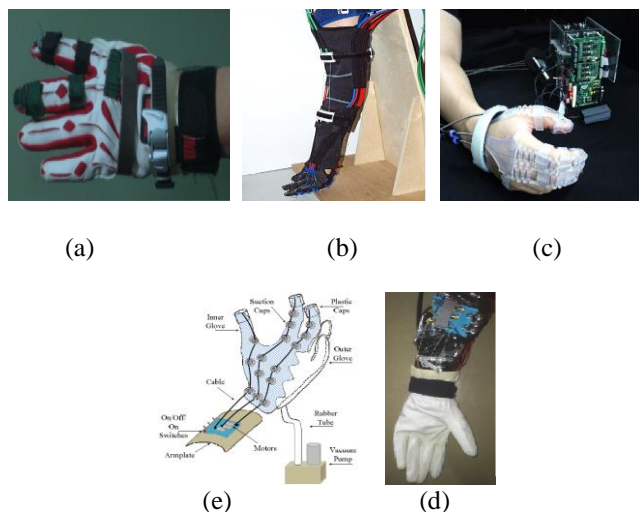 (a)
(b)
(c)
Suction
Caps
Plastic
Caps
Inner
Glove
Outer
Glove
Cable
On/Off/
On
Switches
Armplate
Motors
Rubber
Tube
Vacuum
Pump
(e)
(d)